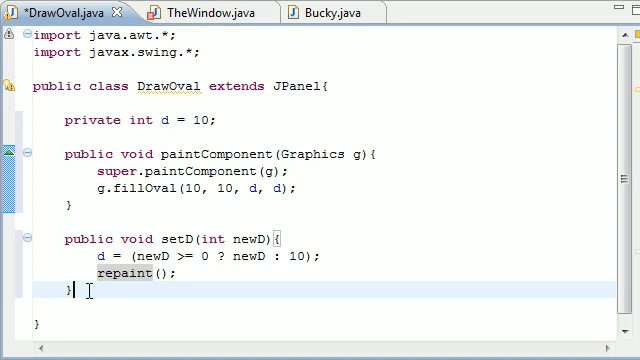 *DrawOval.java TheWindow.java Bucky.java
import java.awt.*;
import javax.swing.*;
public class DrawOval extends JPanel{
private int d = 10;
public void paintComponent(Graphics g){
super.paintComponent(g);
g.fillOval(10, 10, d, d);
}
public void setD(int newD){
d = (newD >= 0 ? newD : 10);
repaint();
}
}